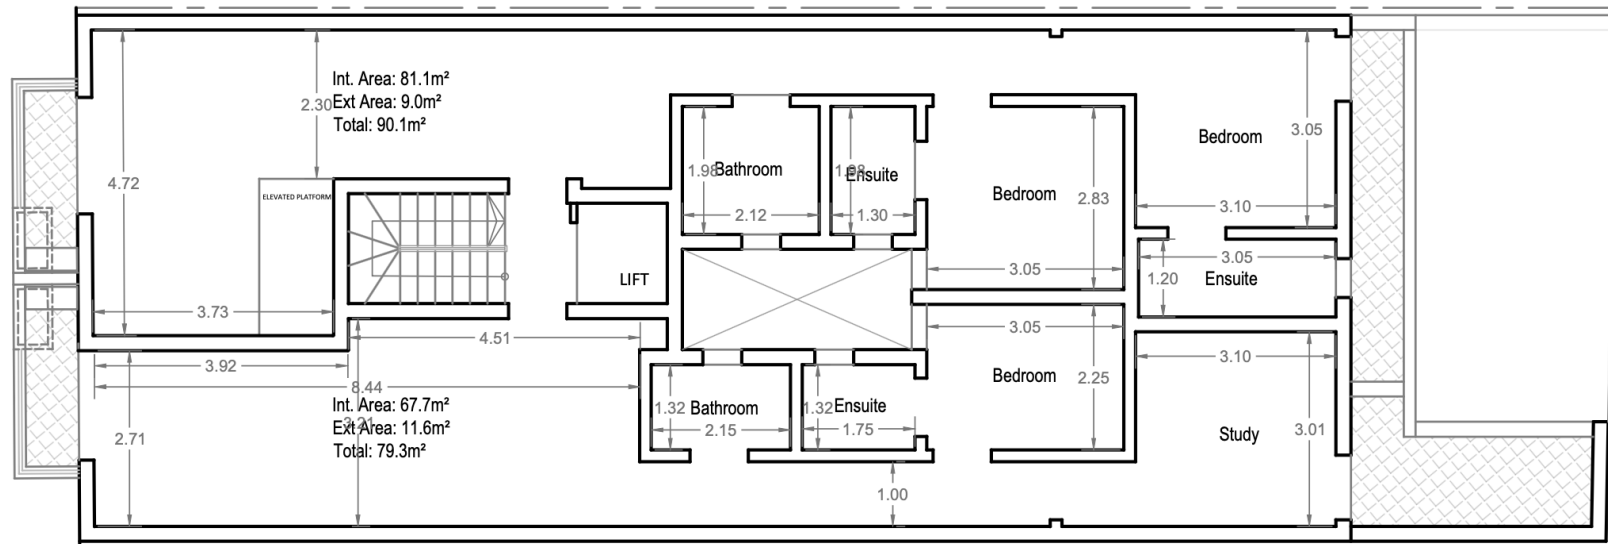 Int. Area: 81.1m²
Ext Area: 9.0m²
Total: 90.1m²
2.30
4.72
ELEVATED PLATFORM
3.73
LIFT
1.98
Bathroom
2.12
1.98
Ensuite
1.30
Bedroom
2.83
3.05
Bedroom
3.05
3.10
3.05
1.20
Ensuite
4.51
3.92
8.44
Int. Area: 67.7m²
Ext Area: 11.6m²
3.21
Total: 79.3m²
2.71
1.32
Bathroom
2.15
1.32
Ensuite
1.75
3.05
Bedroom
2.25
3.10
Study
3.01
1.00